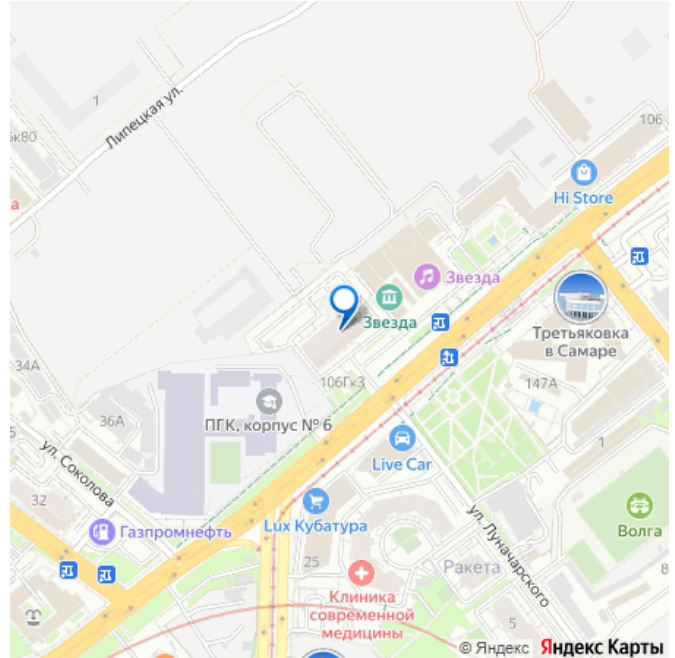 1
Липецкая ул.
к80
106
Hi Store
а
Звезда
Звезда
Третьяковка
в Самаре
34А
106Гк3
147А
36А
ПГК, корпус № 6
1
ул. Соколова
Live Car
32
Lux Кубатура
ул. Луначарского
Волга
Газпромнефть
25
Ракета
8
Клиника
современной
медицины
5
© Яндекс Яндекс Карты